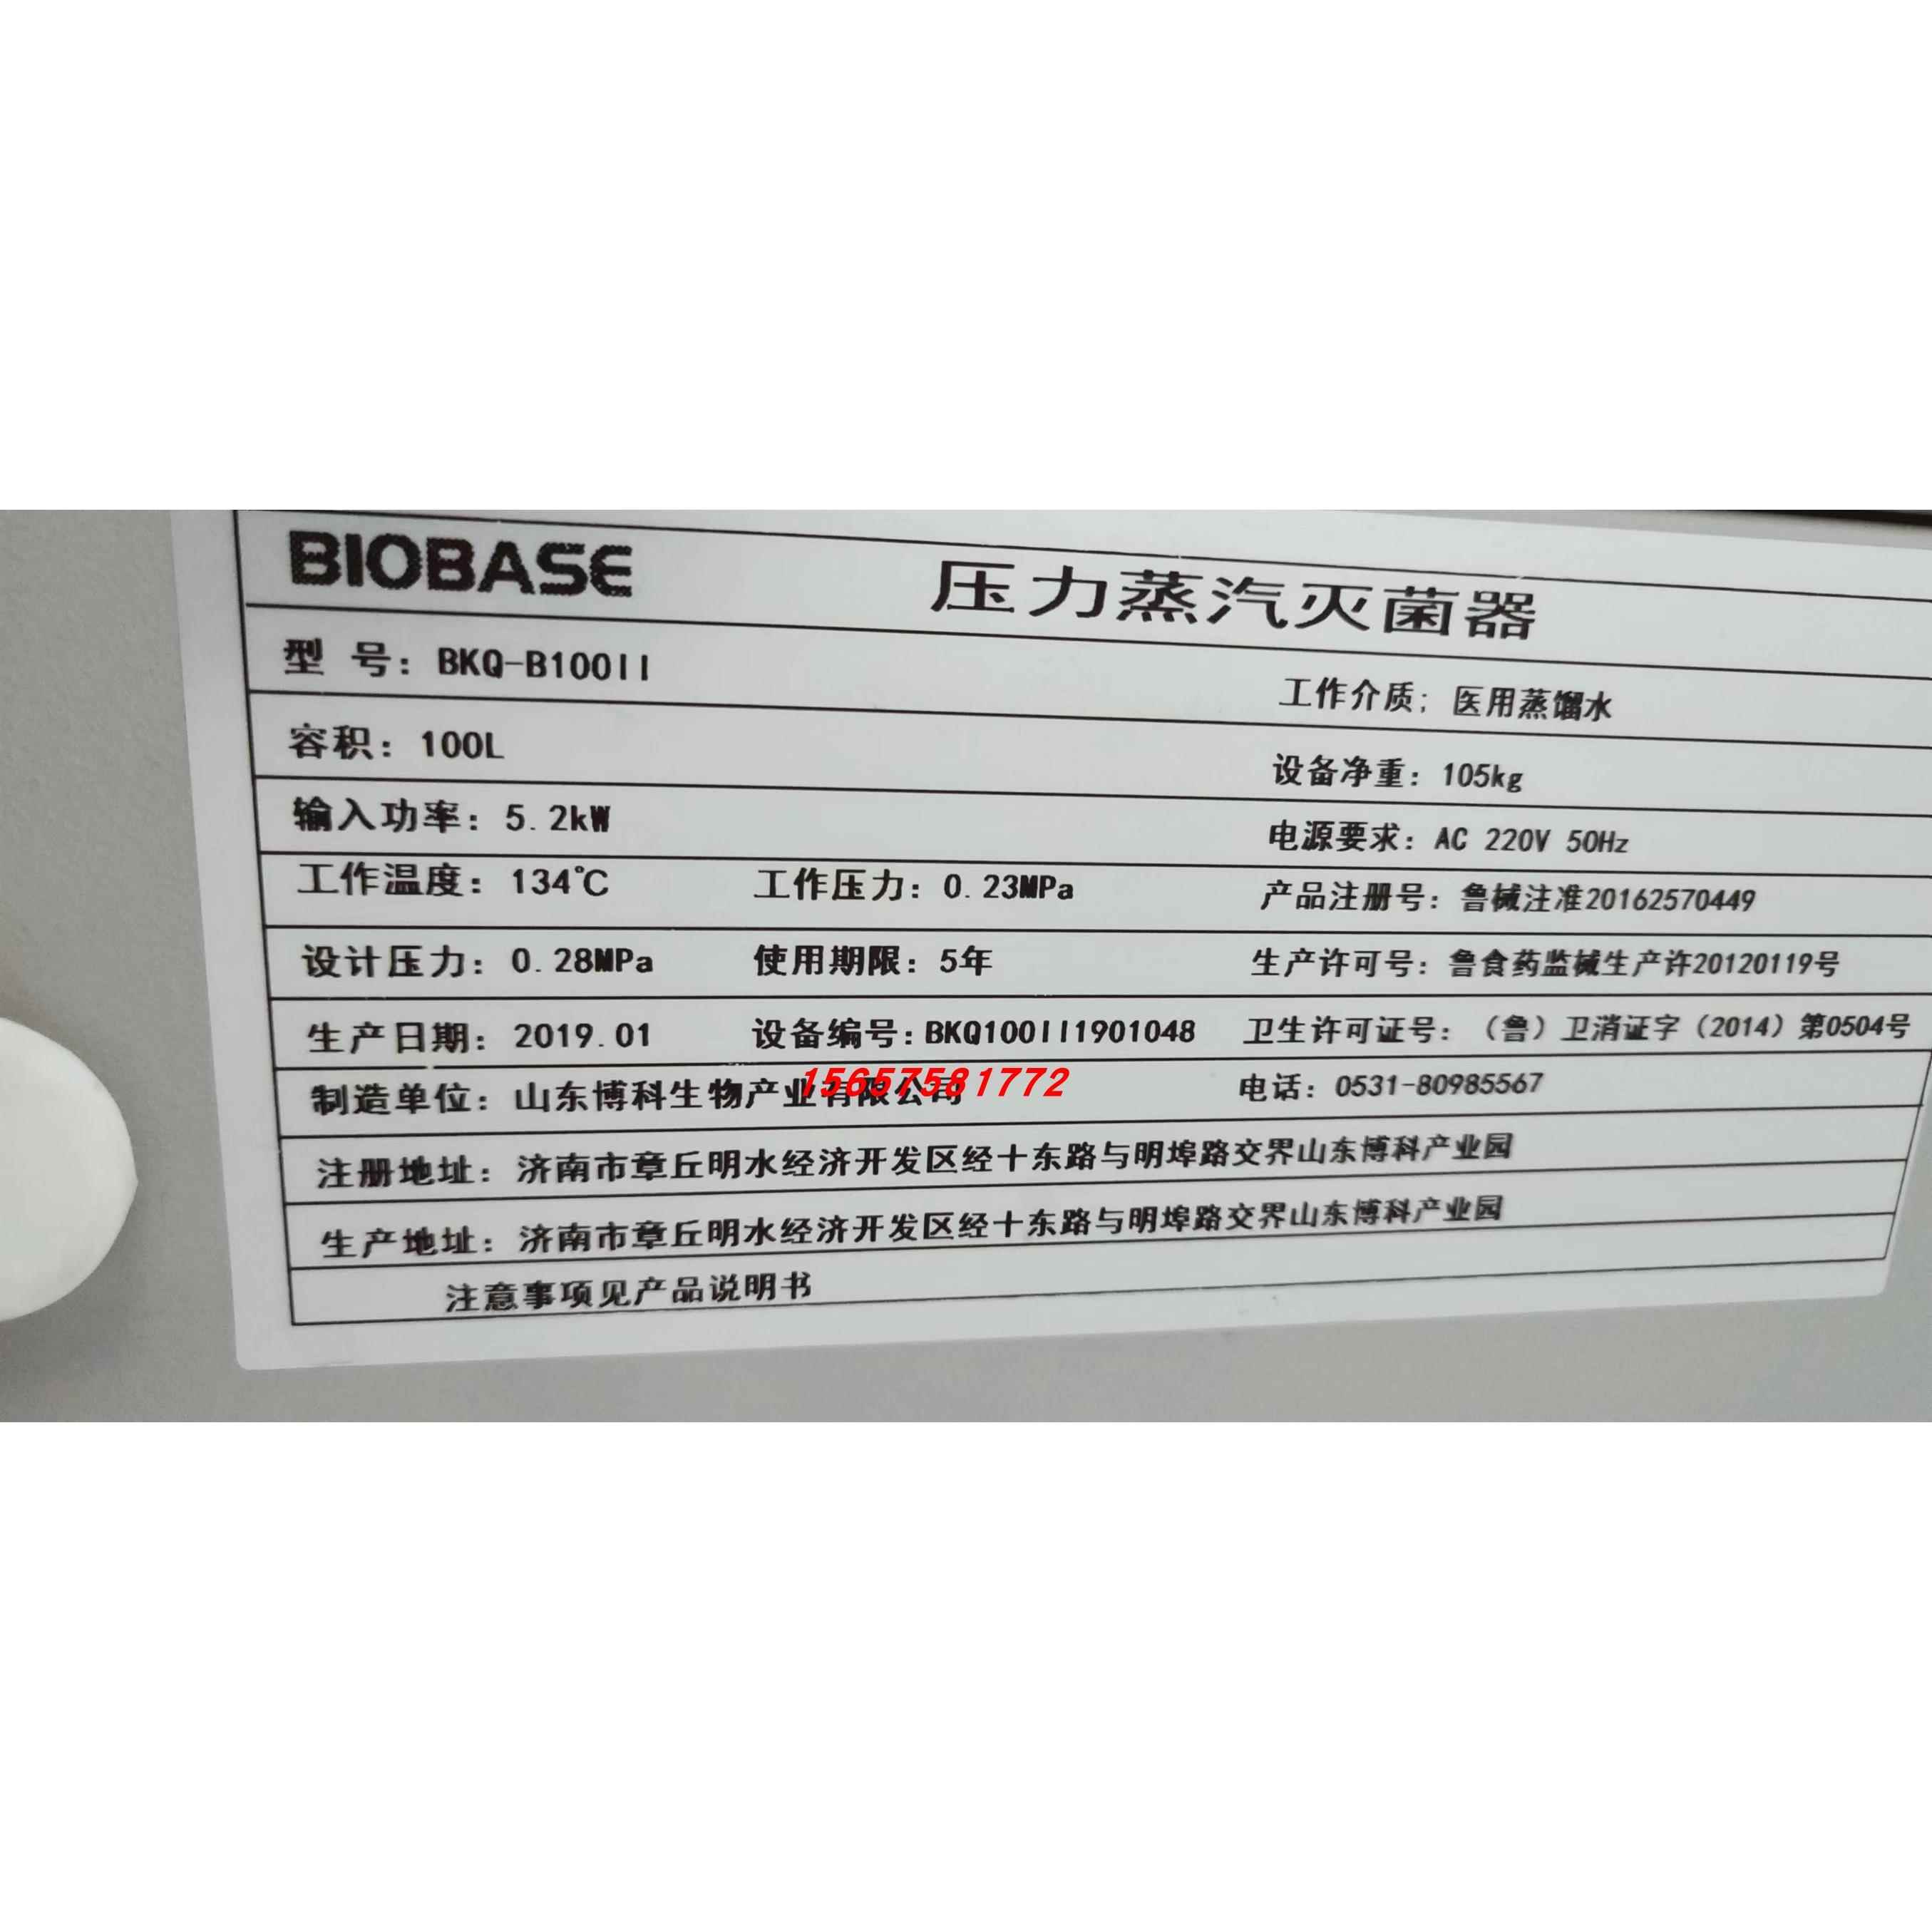 BIOBASE 压力蒸汽灭菌器
型 号：BKQ-B100II 工作介质；医用蒸馏水
容积：100L 设备净重：105kg
输入功率：5.2kW 电源要求：AC 220V 50Hz
工作温度：134℃ 工作压力：0.23MPa 产品注册号：鲁械注准20162570449
设计压力：0.28MPa 使用期限：5年 生产许可号：鲁食药监械生产许20120119号
生产日期：2019.01 设备编号：BKQ100II1901048 卫生许可证号：（鲁）卫消证字（2014）第0504号
制造单位：山东博科生物产业有限公司 电话：0531-80985567
15657581772
注册地址：济南市章丘明水经济开发区经十东路与明埠路交界山东博科产业园
生产地址：济南市章丘明水经济开发区经十东路与明埠路交界山东博科产业园
注意事项见产品说明书